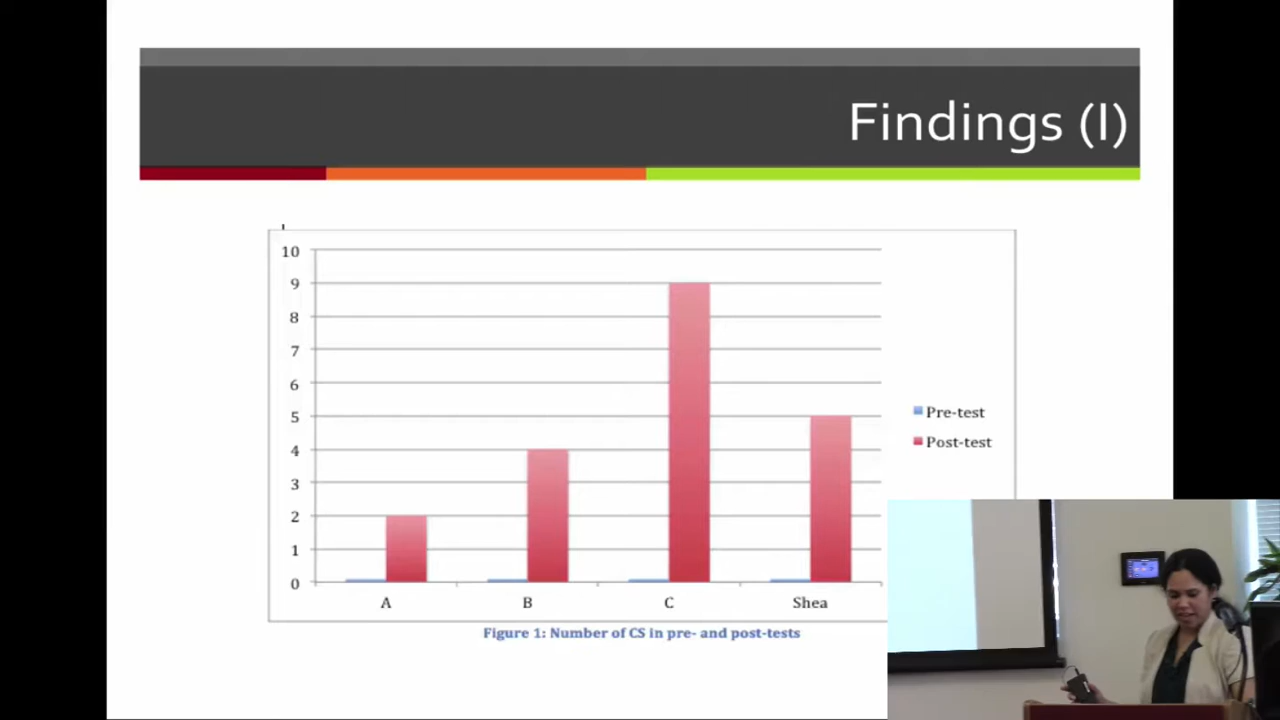 Findings (I)
10
9
8
7
6
5
4
3
2
1
0
A
B
C
Shea
Pre-test
Post-test
Figure 1: Number of CS in pre- and post-tests